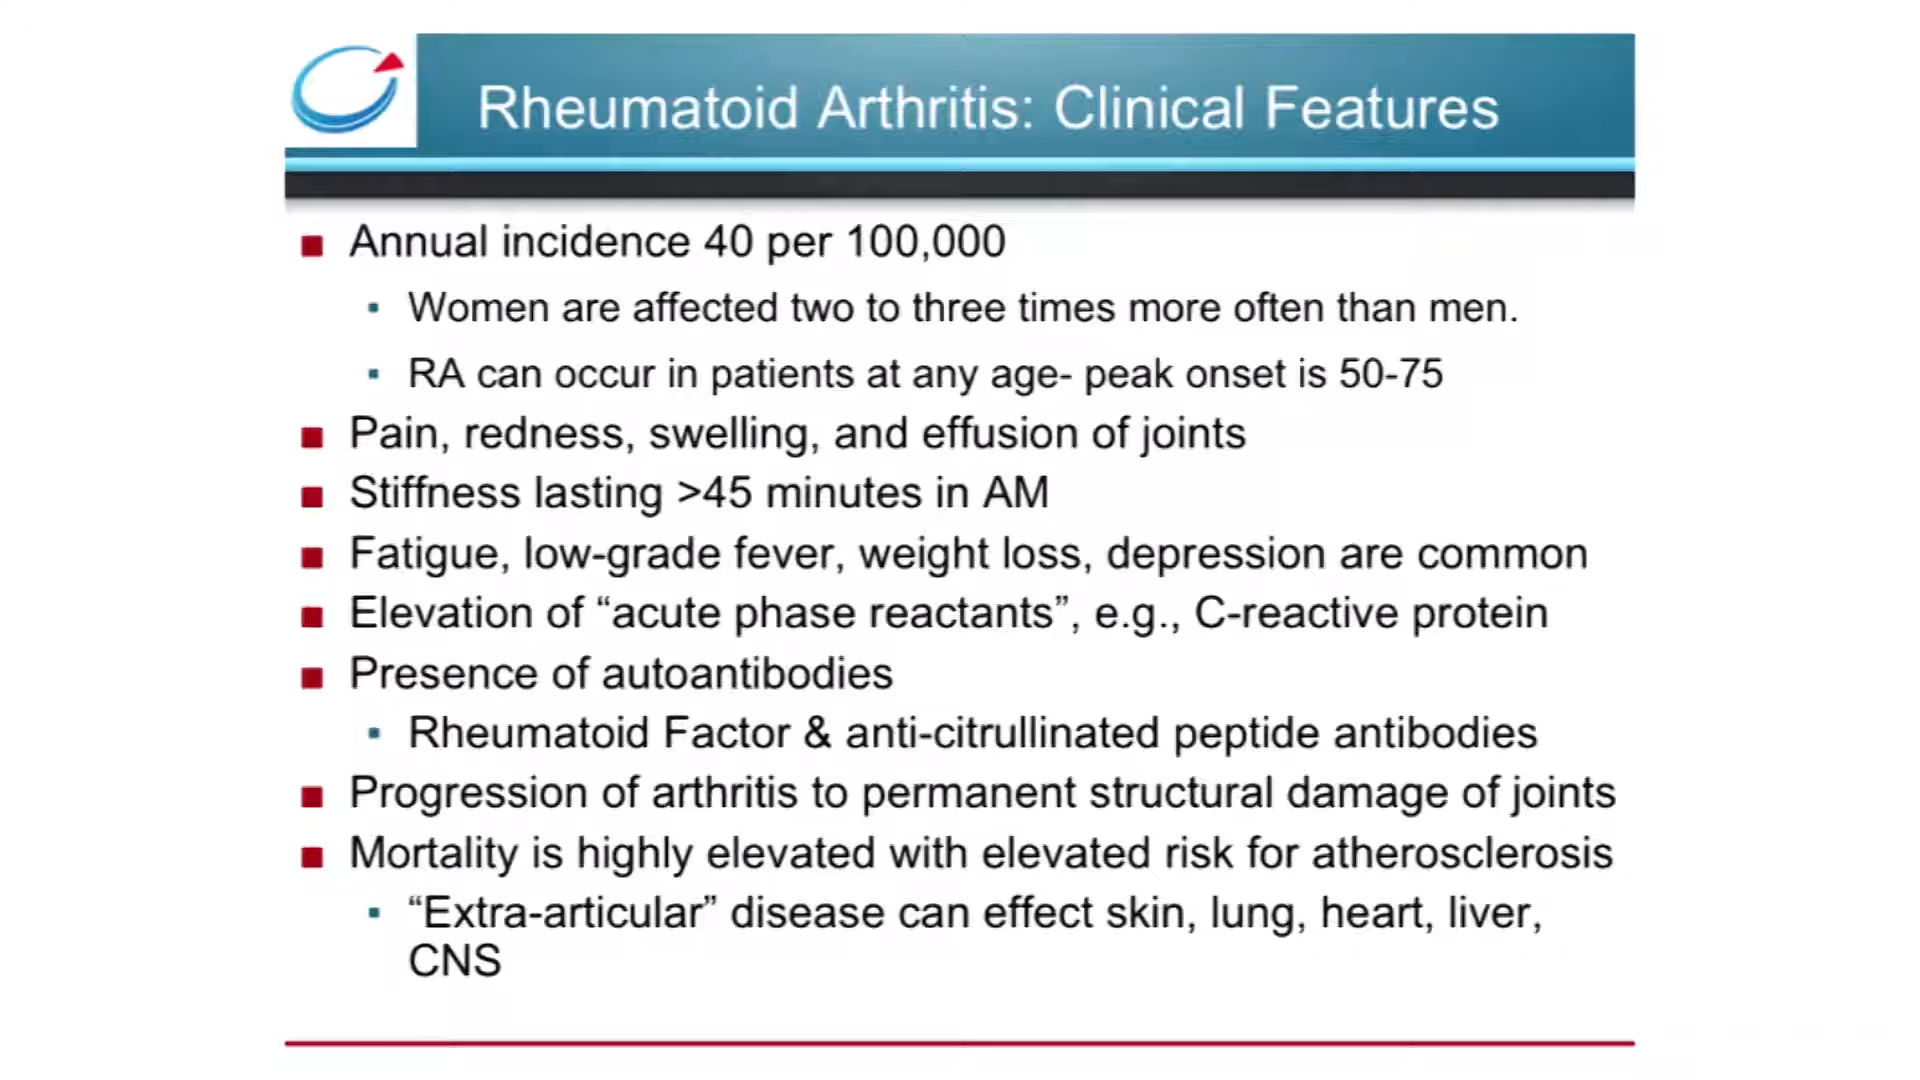 Rheumatoid Arthritis: Clinical Features
■ Annual incidence 40 per 100,000
▪ Women are affected two to three times more often than men.
▪ RA can occur in patients at any age- peak onset is 50-75
■ Pain, redness, swelling, and effusion of joints
■ Stiffness lasting >45 minutes in AM
■ Fatigue, low-grade fever, weight loss, depression are common
■ Elevation of “acute phase reactants”, e.g., C-reactive protein
■ Presence of autoantibodies
▪ Rheumatoid Factor & anti-citrullinated peptide antibodies
■ Progression of arthritis to permanent structural damage of joints
■ Mortality is highly elevated with elevated risk for atherosclerosis
▪ “Extra-articular” disease can effect skin, lung, heart, liver,
CNS